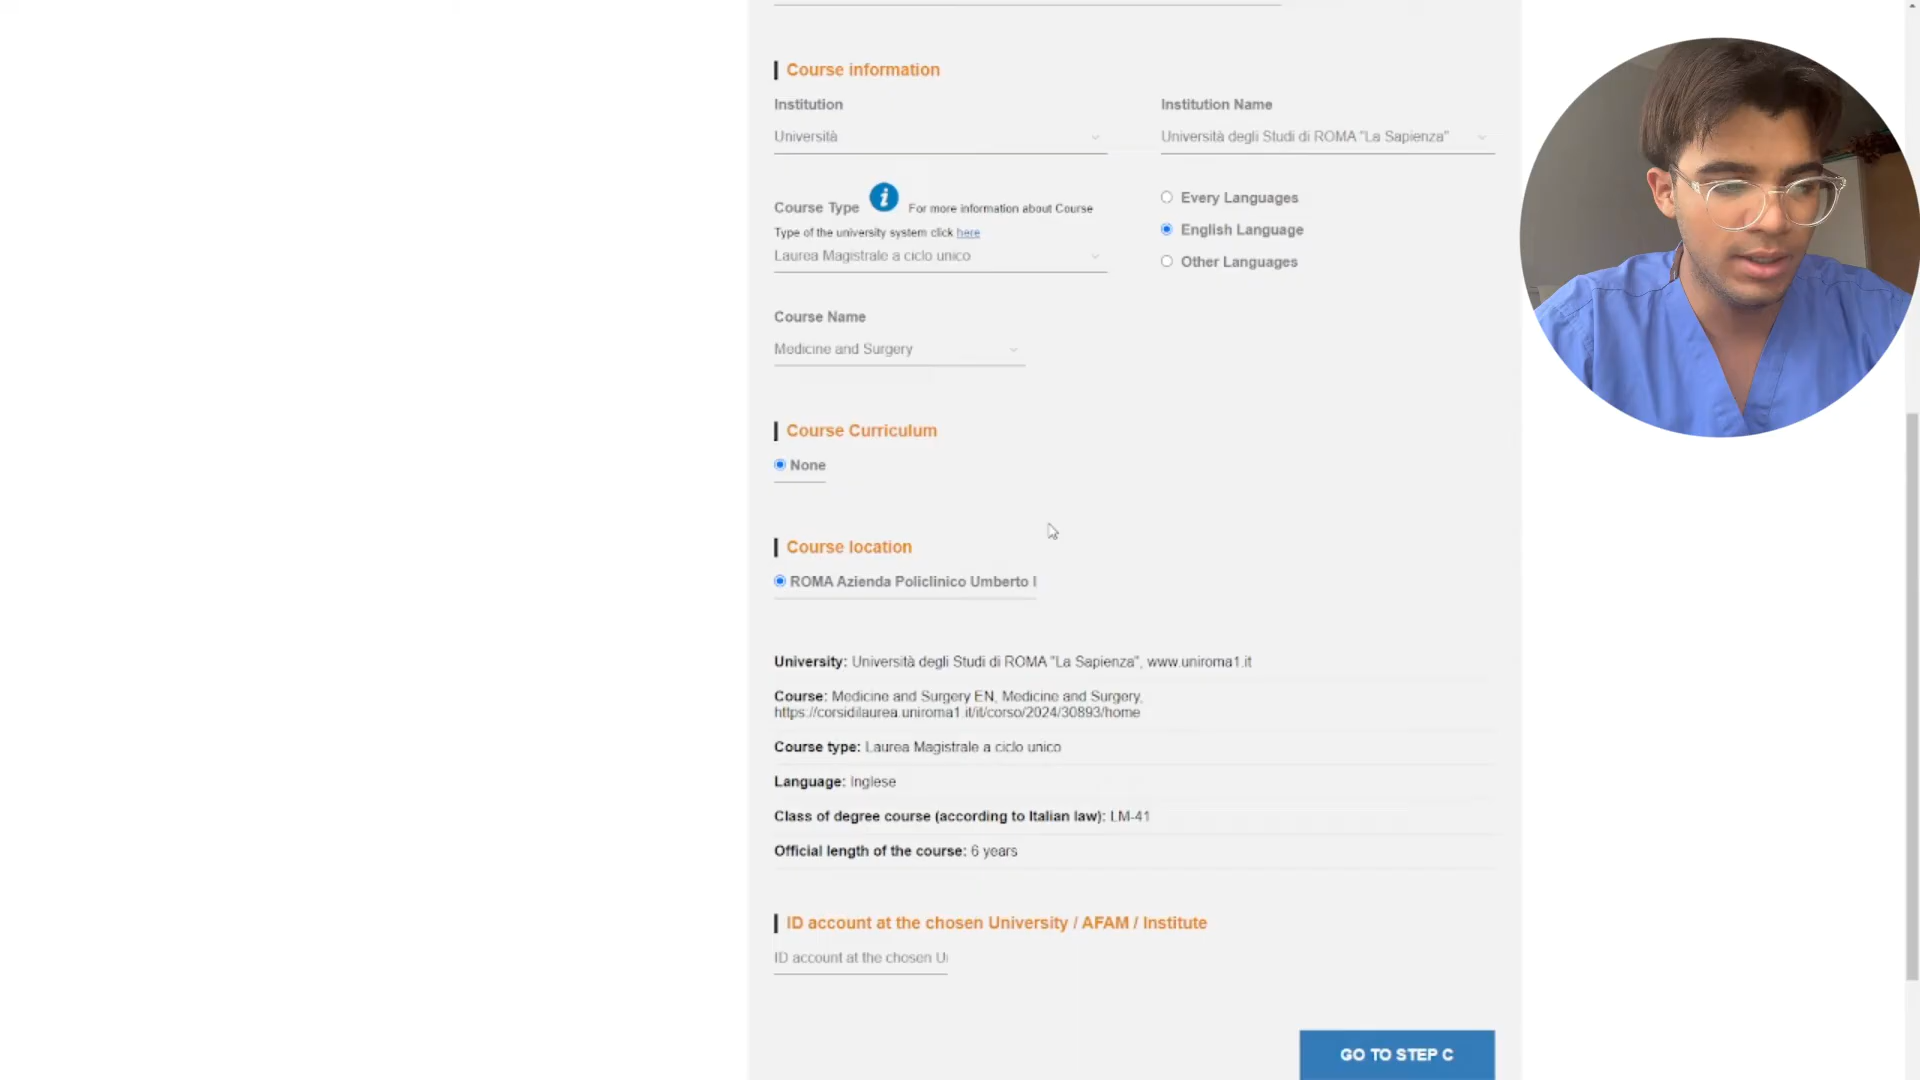 Course information
Institution
Institution Name
Università
Università degli Studi di ROMA "La Sapienza"
Course Type
For more information about Course
Type of the university system click here
Laurea Magistrale a ciclo unico
Every Languages
English Language
Other Languages
Course Name
Medicine and Surgery
Course Curriculum
None
Course location
ROMA Azienda Policlinico Umberto I
University: Università degli Studi di ROMA "La Sapienza", www.uniroma1.it
Course: Medicine and Surgery EN, Medicine and Surgery,
https://corsidilaurea.uniroma1.it/it/corso/2024/30893/home
Course type: Laurea Magistrale a ciclo unico
Language: Inglese
Class of degree course (according to Italian law): LM-41
Official length of the course: 6 years
ID account at the chosen University / AFAM / Institute
ID account at the chosen U
GO TO STEP C